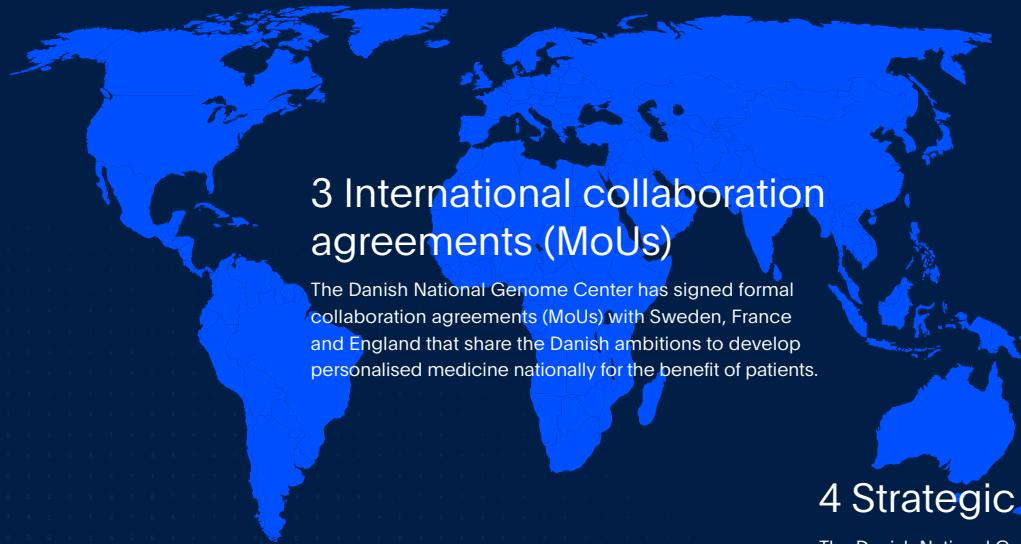 3 International collaboration
agreements (MoUs)
The Danish National Genome Center has signed formal
collaboration agreements (MoUs) with Sweden, France
and England that share the Danish ambitions to develop
personalised medicine nationally for the benefit of patients.
4 Strategic